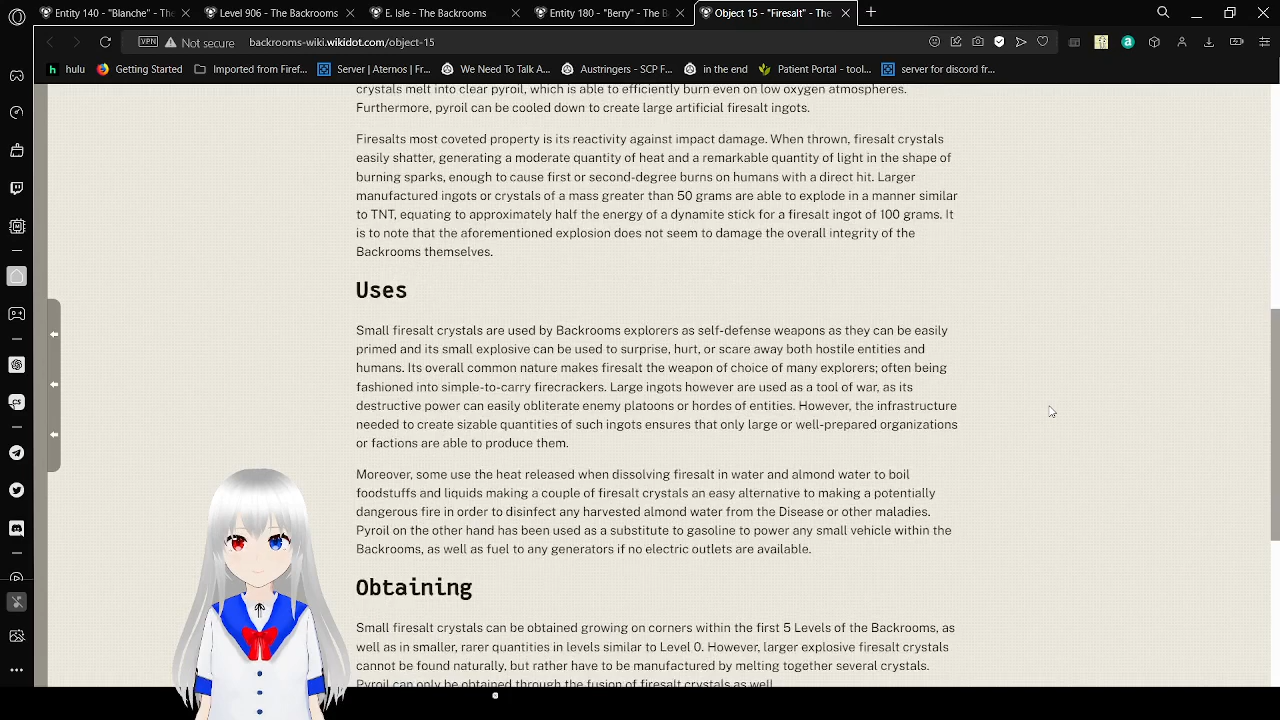 Entity 140 - "Blanche" - The
Level 906 - The Backrooms
E. Isle - The Backrooms
Entity 180 - "Berry" - The B
Object 15 - "Firesalt" - The
VPN
Not secure
backrooms-wiki.wikidot.com/object-15
hulu
Getting Started
Imported from Firef...
Server | Aternos | Fr...
We Need To Talk A...
Austringers - SCP F...
in the end
Patient Portal - tool...
server for discord fr...
crystals melt into clear pyroil, which is able to efficiently burn even on low oxygen atmospheres.
Furthermore, pyroil can be cooled down to create large artificial firesalt ingots.
Firesalts most coveted property is its reactivity against impact damage. When thrown, firesalt crystals
easily shatter, generating a moderate quantity of heat and a remarkable quantity of light in the shape of
burning sparks, enough to cause first or second-degree burns on humans with a direct hit. Larger
manufactured ingots or crystals of a mass greater than 50 grams are able to explode in a manner similar
to TNT, equating to approximately half the energy of a dynamite stick for a firesalt ingot of 100 grams. It
is to note that the aforementioned explosion does not seem to damage the overall integrity of the
Backrooms themselves.
Uses
Small firesalt crystals are used by Backrooms explorers as self-defense weapons as they can be easily
primed and its small explosive can be used to surprise, hurt, or scare away both hostile entities and
humans. Its overall common nature makes firesalt the weapon of choice of many explorers; often being
fashioned into simple-to-carry firecrackers. Large ingots however are used as a tool of war, as its
destructive power can easily obliterate enemy platoons or hordes of entities. However, the infrastructure
needed to create sizable quantities of such ingots ensures that only large or well-prepared organizations
or factions are able to produce them.
Moreover, some use the heat released when dissolving firesalt in water and almond water to boil
foodstuffs and liquids making a couple of firesalt crystals an easy alternative to making a potentially
dangerous fire in order to disinfect any harvested almond water from the Disease or other maladies.
Pyroil on the other hand has been used as a substitute to gasoline to power any small vehicle within the
Backrooms, as well as fuel to any generators if no electric outlets are available.
Obtaining
Small firesalt crystals can be obtained growing on corners within the first 5 Levels of the Backrooms, as
well as in smaller, rarer quantities in levels similar to Level 0. However, larger explosive firesalt crystals
cannot be found naturally, but rather have to be manufactured by melting together several crystals.
Pyroil can only be obtained through the fusion of firesalt crystals as well